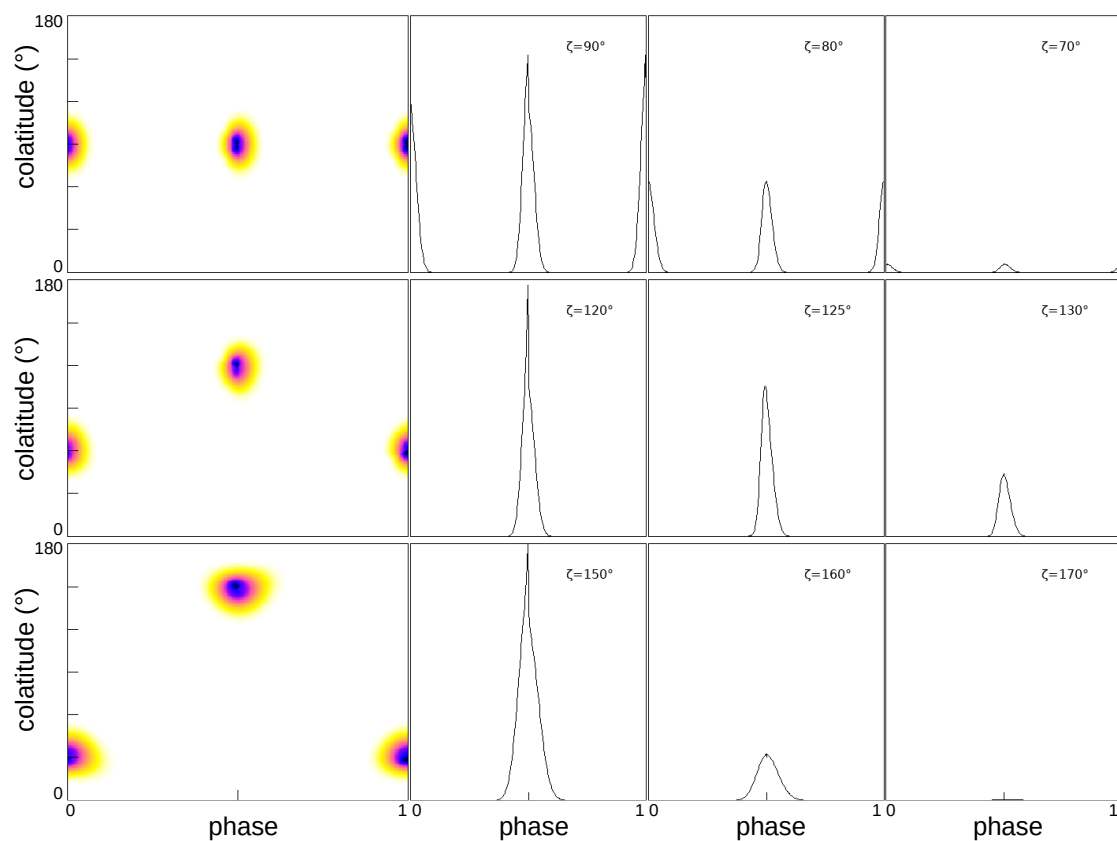 180
colatitude (°)
0
ζ=90°
ζ=80°
ζ=70°
180
colatitude (°)
0
ζ=120°
ζ=125°
ζ=130°
180
colatitude (°)
0
ζ=150°
ζ=160°
ζ=170°
0 1 0 1 0 1 0 1
phase phase phase phase